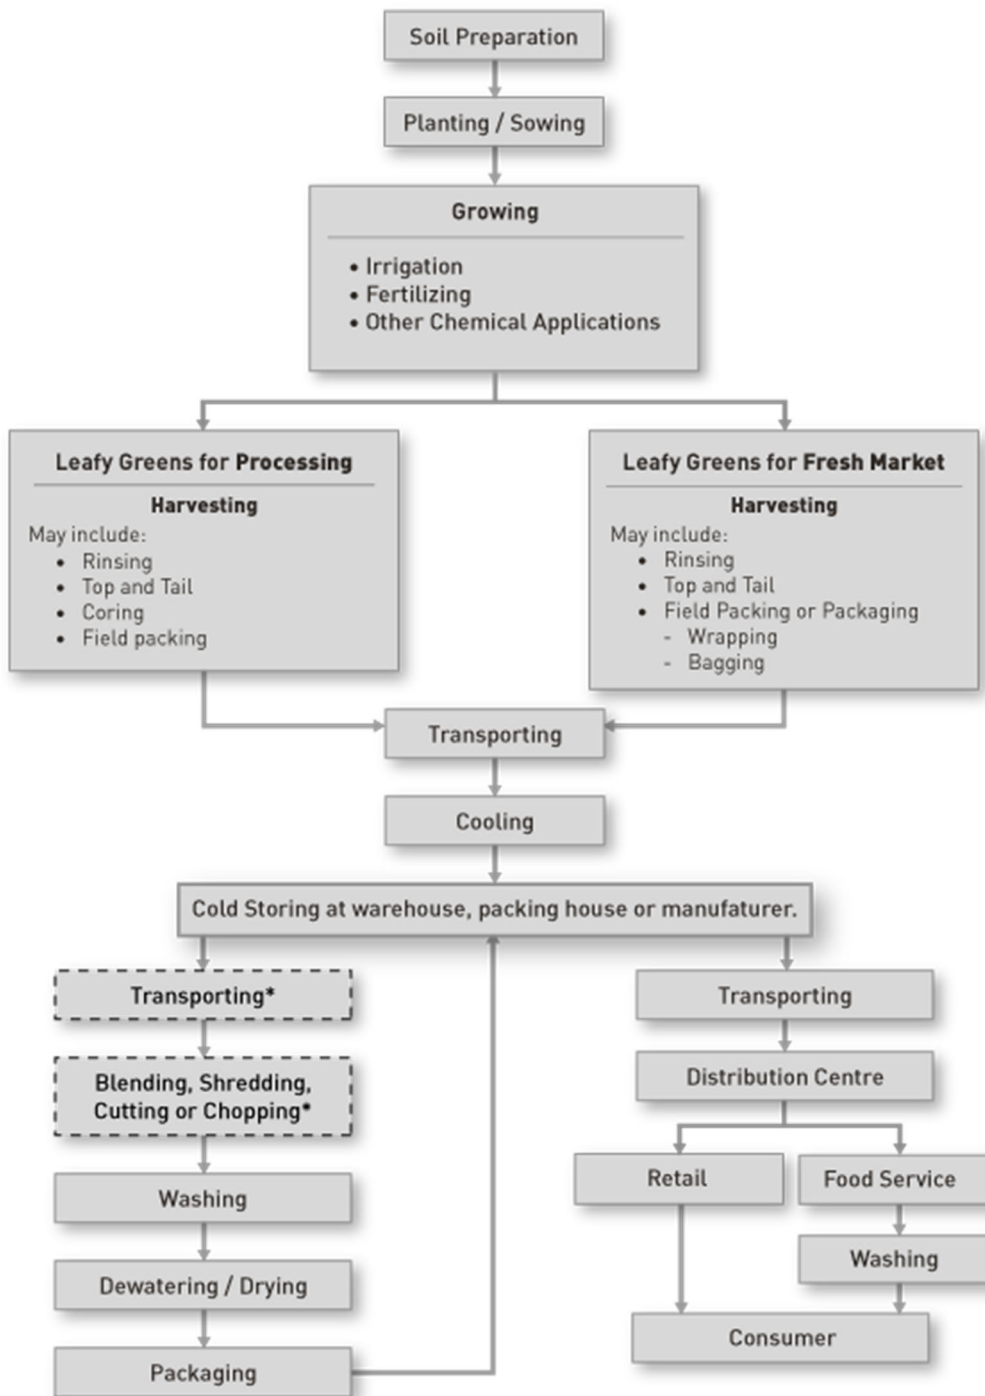 Soil Preparation
Planting / Sowing
Growing
• Irrigation
• Fertilizing
• Other Chemical Applications
Leafy Greens for Processing
Harvesting
May include:
• Rinsing
• Top and Tail
• Coring
• Field packing
Leafy Greens for Fresh Market
Harvesting
May include:
• Rinsing
• Top and Tail
• Field Packing or Packaging
- Wrapping
- Bagging
Transporting
Cooling
Cold Storing at warehouse, packing house or manufaturer.
Transporting*
Blending, Shredding,
Cutting or Chopping*
Washing
Dewatering / Drying
Packaging
Transporting
Distribution Centre
Retail
Food Service
Washing
Consumer